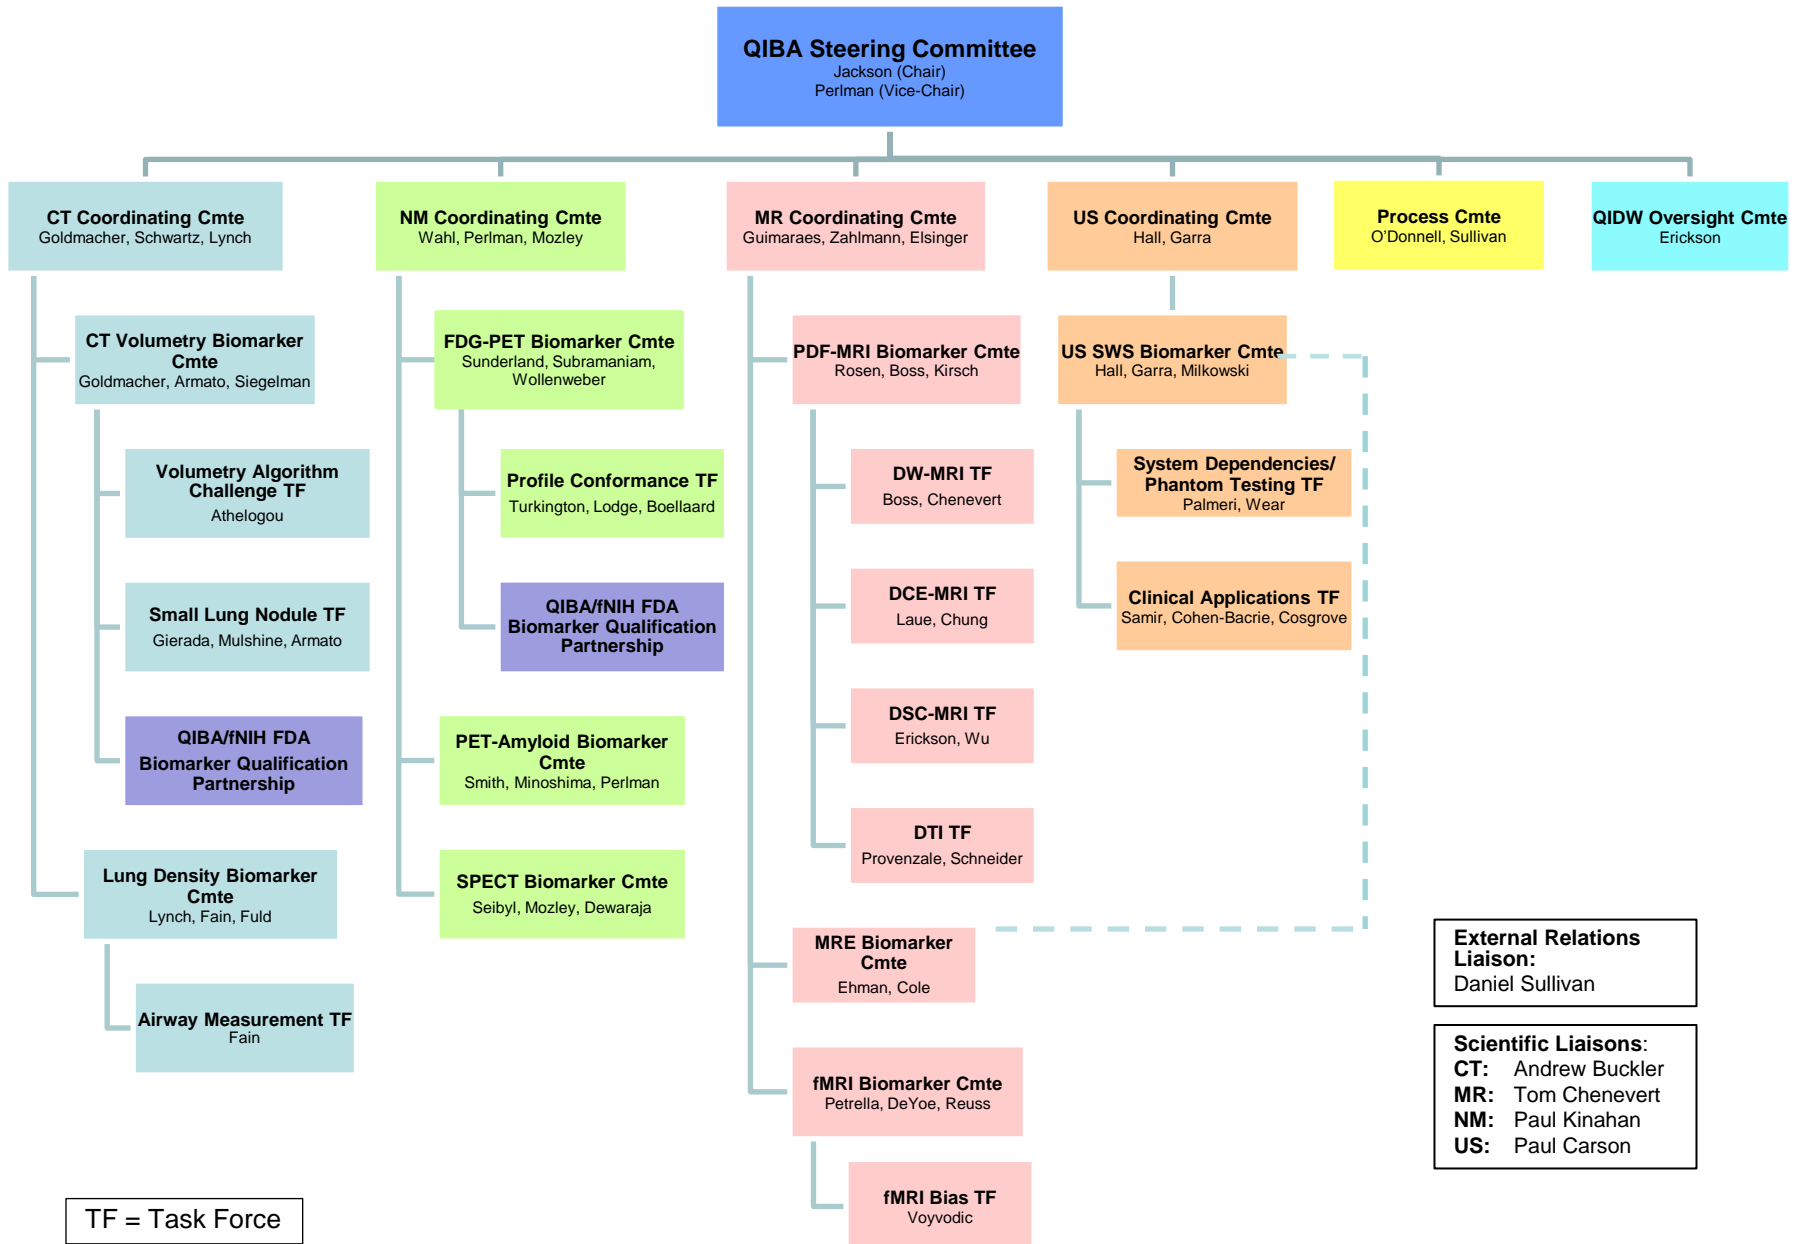 QIBA Steering Committee
Jackson (Chair)
Perlman (Vice-Chair)
CT Coordinating Cmte
Goldmacher, Schwartz, Lynch
NM Coordinating Cmte
Wahl, Perlman, Mozley
MR Coordinating Cmte
Guimaraes, Zahlmann, Elsinger
US Coordinating Cmte
Hall, Garra
Process Cmte
O’Donnell, Sullivan
QIDW Oversight Cmte
Erickson
CT Volumetry Biomarker
Cmte
Goldmacher, Armato, Siegelman
Volumetry Algorithm
Challenge TF
Athelogou
Small Lung Nodule TF
Gierada, Mulshine, Armato
QIBA/fNIH FDA
Biomarker Qualification
Partnership
Lung Density Biomarker
Cmte
Lynch, Fain, Fuld
Airway Measurement TF
Fain
FDG-PET Biomarker Cmte
Sunderland, Subramaniam,
Wollenweber
Profile Conformance TF
Turkington, Lodge, Boellaard
QIBA/fNIH FDA
Biomarker Qualification
Partnership
PET-Amyloid Biomarker
Cmte
Smith, Minoshima, Perlman
SPECT Biomarker Cmte
Seibyl, Mozley, Dewaraja
PDF-MRI Biomarker Cmte
Rosen, Boss, Kirsch
DW-MRI TF
Boss, Chenevert
DCE-MRI TF
Laue, Chung
DSC-MRI TF
Erickson, Wu
DTI TF
Provenzale, Schneider
MRE Biomarker
Cmte
Ehman, Cole
fMRI Biomarker Cmte
Petrella, DeYoe, Reuss
fMRI Bias TF
Voyvodic
US SWS Biomarker Cmte
Hall, Garra, Milkowski
System Dependencies/
Phantom Testing TF
Palmeri, Wear
Clinical Applications TF
Samir, Cohen-Bacrie, Cosgrove
External Relations
Liaison:
Daniel Sullivan
Scientific Liaisons:
CT: Andrew Buckler
MR: Tom Chenevert
NM: Paul Kinahan
US: Paul Carson
TF = Task Force